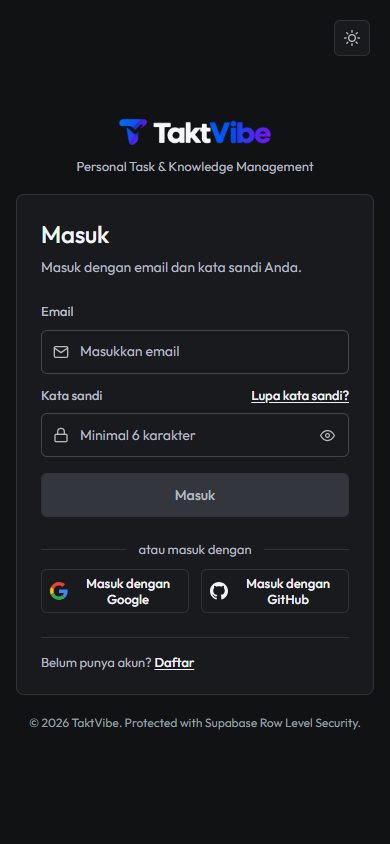 TaktVibe
Personal Task & Knowledge Management
Masuk
Masuk dengan email dan kata sandi Anda.
Email
Masukkan email
Kata sandi
Lupa kata sandi?
Minimal 6 karakter
Masuk
atau masuk dengan
Masuk dengan
Google
Masuk dengan
GitHub
Belum punya akun? Daftar
© 2026 TaktVibe. Protected with Supabase Row Level Security.